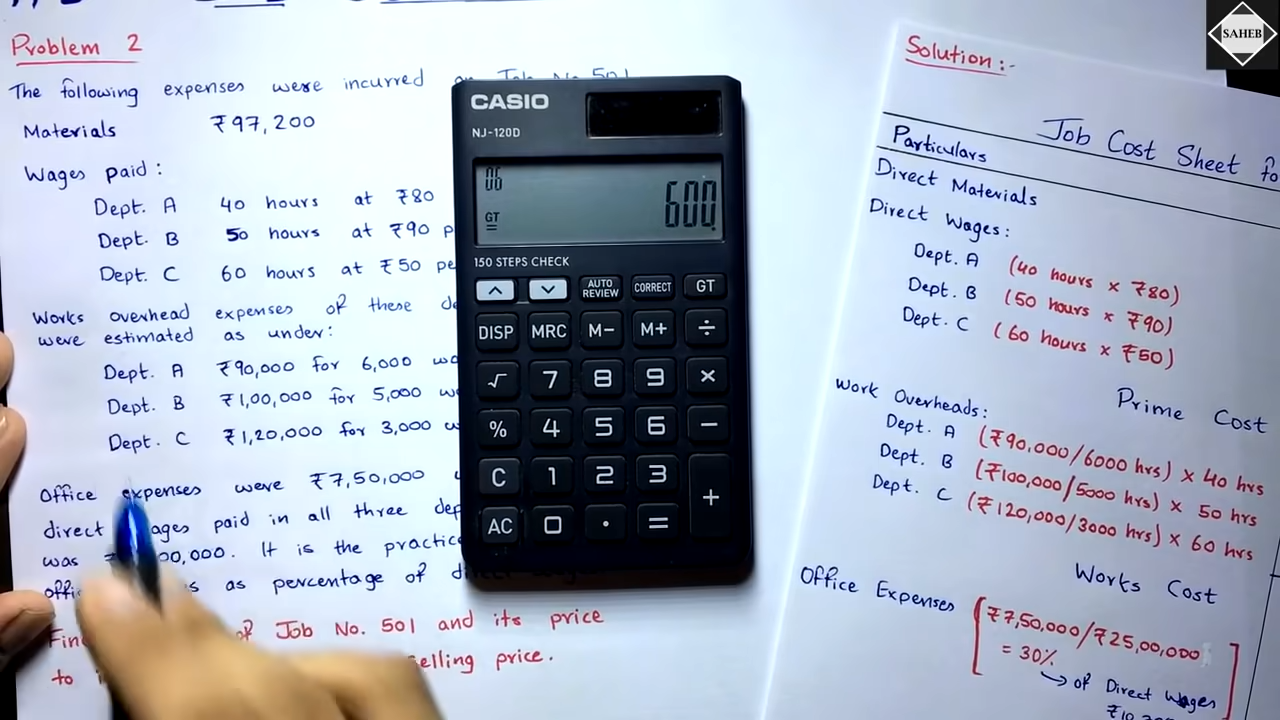 Problem 2
The following expenses were incurred on Job No. 501
Materials ₹97,200
Wages paid:
Dept. A 40 hours at ₹80
Dept. B 50 hours at ₹90
Dept. C 60 hours at ₹50
Works overhead expenses of these
were estimated as under:
Dept. A ₹90,000 for 6,000
Dept. B ₹1,00,000 for 5,000
Dept. C ₹1,20,000 for 3,000
Office expenses were ₹7,50,000
direct paid in all three
was It is the practice
as percentage of
of Job No. 501 and its price
to selling price.
CASIO
NJ-120D
600
GT
150 STEPS CHECK
AUTO REVIEW CORRECT GT
DISP MRC M- M+ ÷
√ 7 8 9 ×
% 4 5 6 −
C 1 2 3 +
AC 0 . =
SAHEB
Solution:-
Job Cost Sheet
Particulars
Direct Materials
Direct Wages:
Dept. A (40 hours × ₹80)
Dept. B (50 hours × ₹90)
Dept. C (60 hours × ₹50)
Prime Cost
Work Overheads:
Dept. A (₹90,000/6000 hrs) × 40 hrs
Dept. B (₹100,000/5000 hrs) × 50 hrs
Dept. C (₹120,000/3000 hrs) × 60 hrs
Works Cost
Office Expenses [₹7,50,000/₹25,00,000
= 30%
of Direct Wages